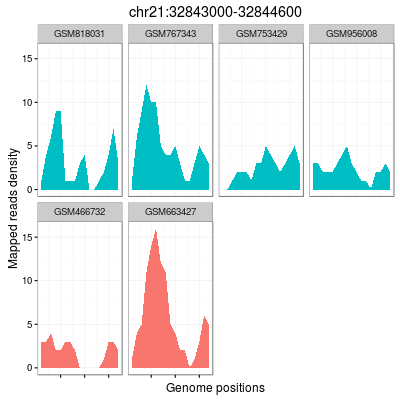 chr21:32843000-32844600
GSM818031 GSM767343 GSM753429 GSM956008
15
10
5
0
GSM466732 GSM663427
15
10
5
0
Mapped reads density
Genome positions